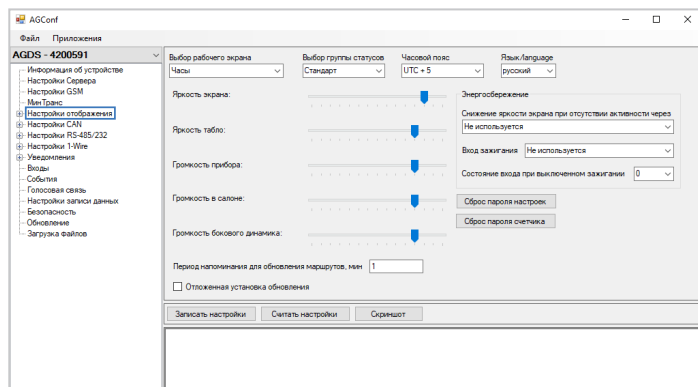 AGConf
Файл Приложения
AGDS - 4200591
Информация об устройстве
Настройки Сервера
Настройки GSM
МинТранс
Настройки отображения
Настройки CAN
Настройки RS-485/232
Настройки 1-Wire
Уведомления
Входы
События
Голосовая связь
Настройки записи данных
Безопасность
Обновление
Загрузка файлов
Выбор рабочего экрана Выбор группы статусов Часовой пояс Язык/language
Часы Стандарт UTC + 5 русский
Яркость экрана:
Яркость табло:
Громкость прибора:
Громкость в салоне:
Громкость бокового динамика:
Энергосбережение
Снижение яркости экрана при отсутствии активности через
Не используется
Вход зажигания Не используется
Состояние входа при выключенном зажигании 0
Сброс пароля настроек
Сброс пароля счетчика
Период напоминания для обновления маршрутов, мин 1
Отложенная установка обновления
Записать настройки Считать настройки Скриншот